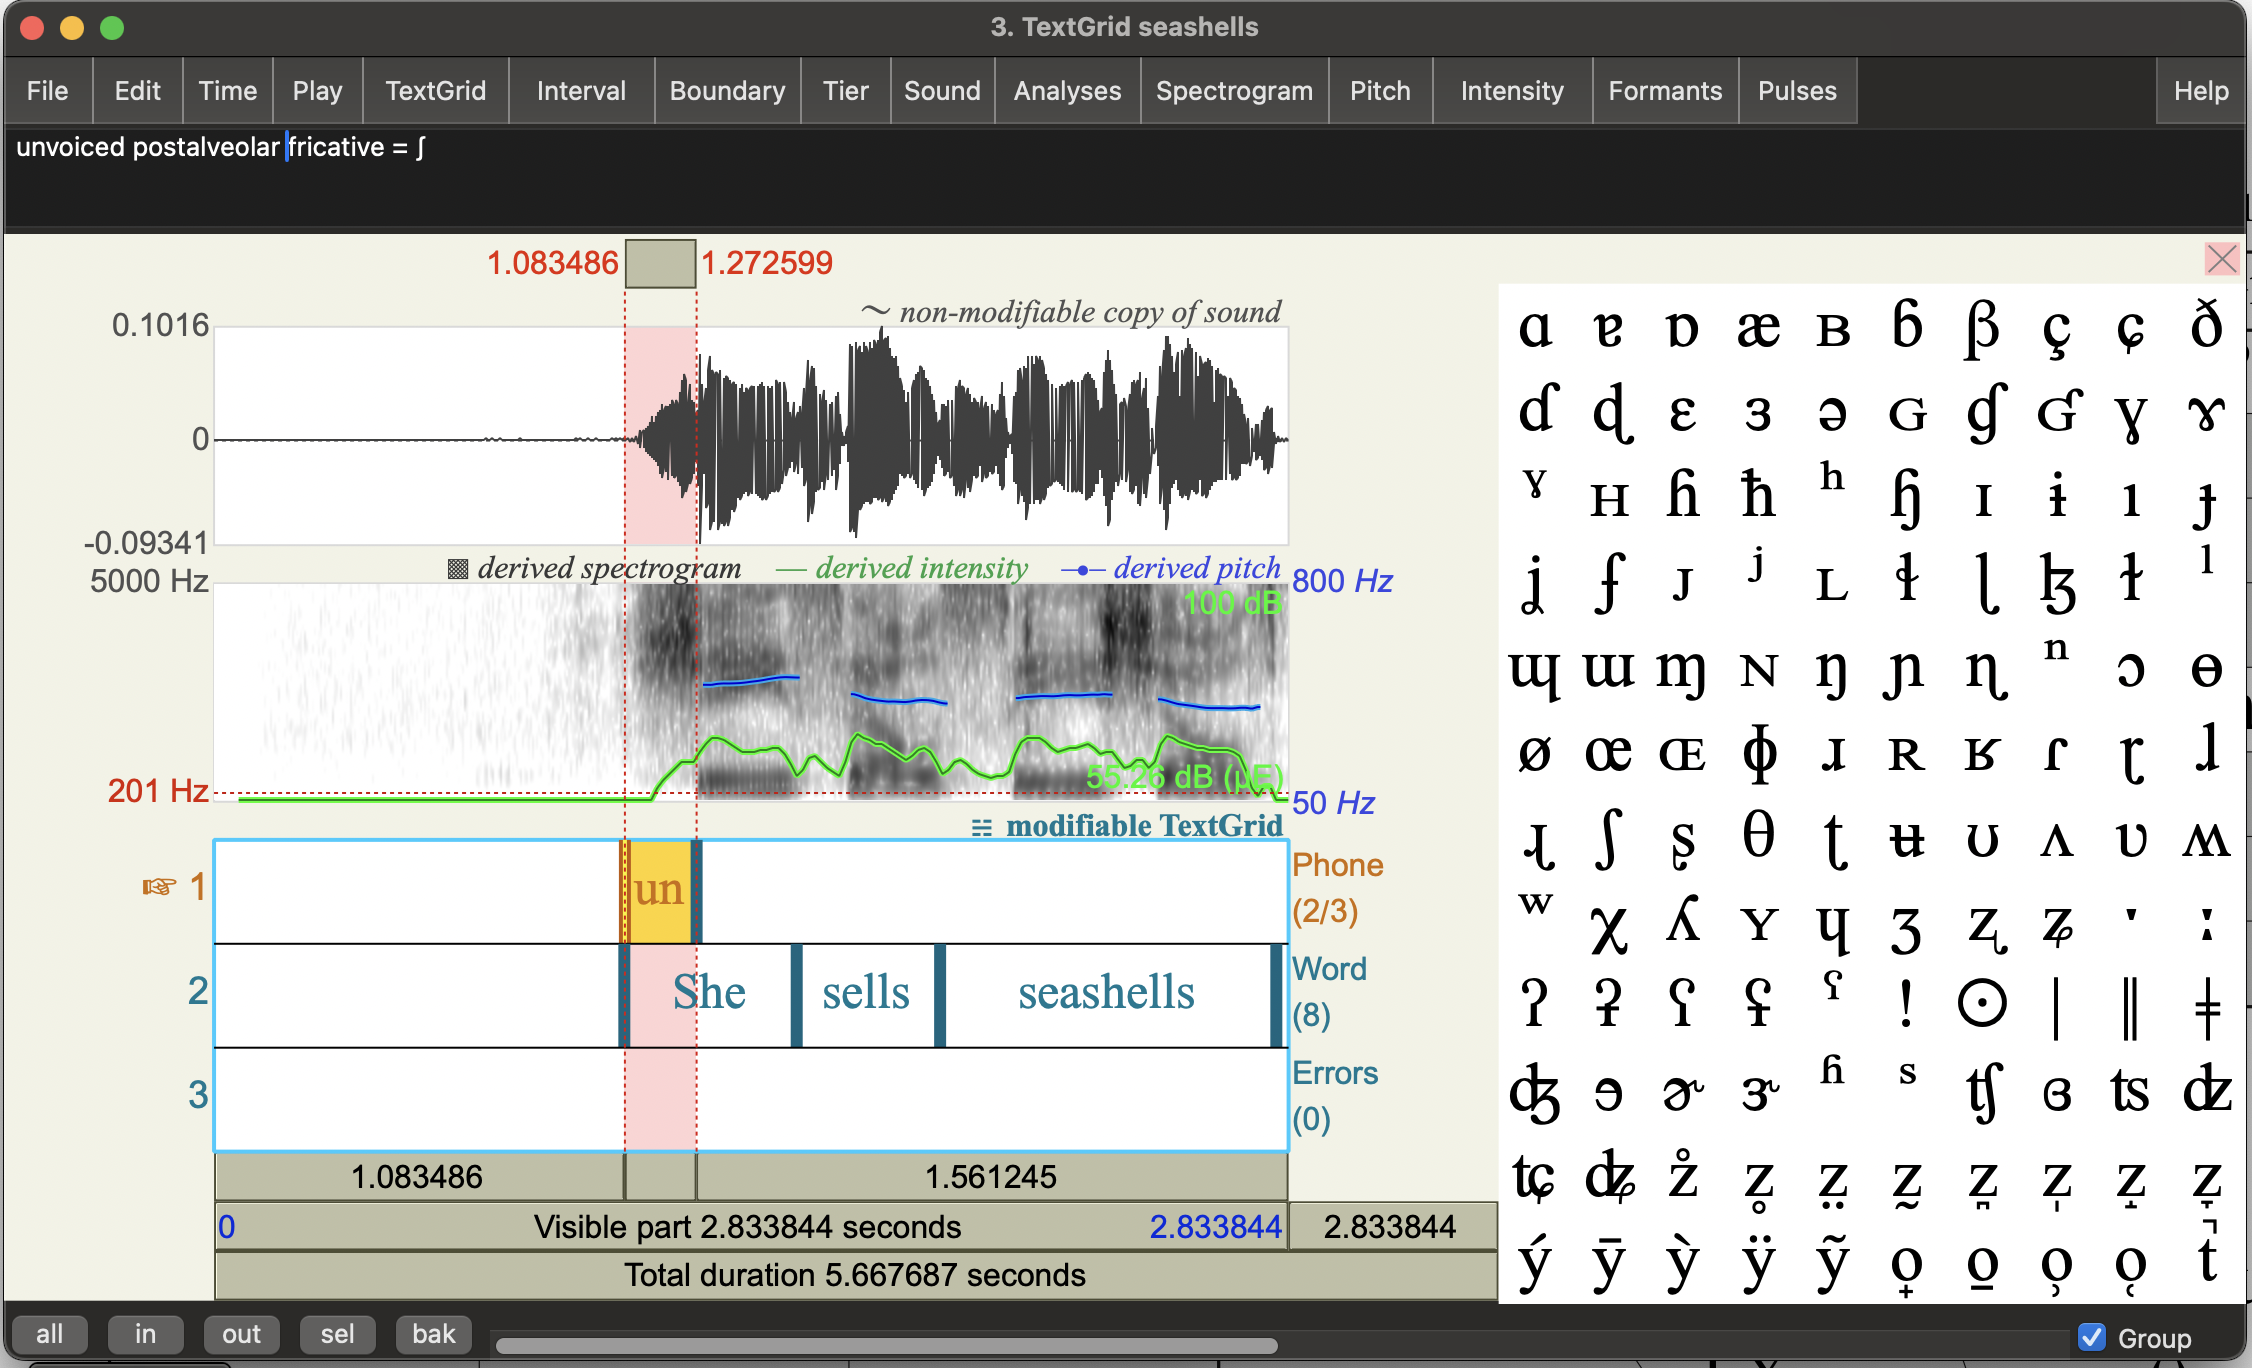 3. TextGrid seashells
File Edit Time Play TextGrid Interval Boundary Tier Sound Analyses Spectrogram Pitch Intensity Formants Pulses Help
unvoiced postalveolar fricative = ʃ
1.083486 1.272599
~ non-modifiable copy of sound
0.1016
0
-0.09341
derived spectrogram derived intensity derived pitch
5000 Hz 800 Hz
100 dB
55.26 dB (µE)
201 Hz 50 Hz
modifiable TextGrid
1 un Phone (2/3)
2 She sells seashells Word (8)
3 Errors (0)
1.083486 1.561245
0 Visible part 2.833844 seconds 2.833844 2.833844
Total duration 5.667687 seconds
ɑ ɐ ɒ æ ʙ ɓ β ç ɕ ð
ɗ ɖ ɛ ɜ ə ɢ ɠ ʛ ɣ ɤ
ˠ ʜ ɦ ħ ʰ ɧ ɪ ɨ ı ɟ
ʝ ʄ ᴊ ʲ ʟ ɬ ɭ ɮ ɫ ˡ
ɰ ɯ ɱ ɴ ŋ ɲ ɳ ⁿ ɔ ɵ
ø œ ɶ ɸ ɹ ʀ ʁ ɾ ɽ ɺ
ɻ ʃ ʂ θ ʈ ʉ ʊ ʌ ʋ ʍ
ʷ χ ʎ ʏ ɥ ʒ ʐ ʑ ˑ ː
ʔ ʡ ʕ ʢ ˤ ! ʘ ǀ ǁ ǂ
ʤ ɘ ɚ ɝ ʱ ˢ ʧ ɞ ʦ ʣ
ʨ ʥ z̊ z̥ z̤ z̰ z̪ z̩ z̟ z̞
ý ȳ ỳ ÿ ỹ o̟ o̠ o̹ o̜ t̚
all in out sel bak Group